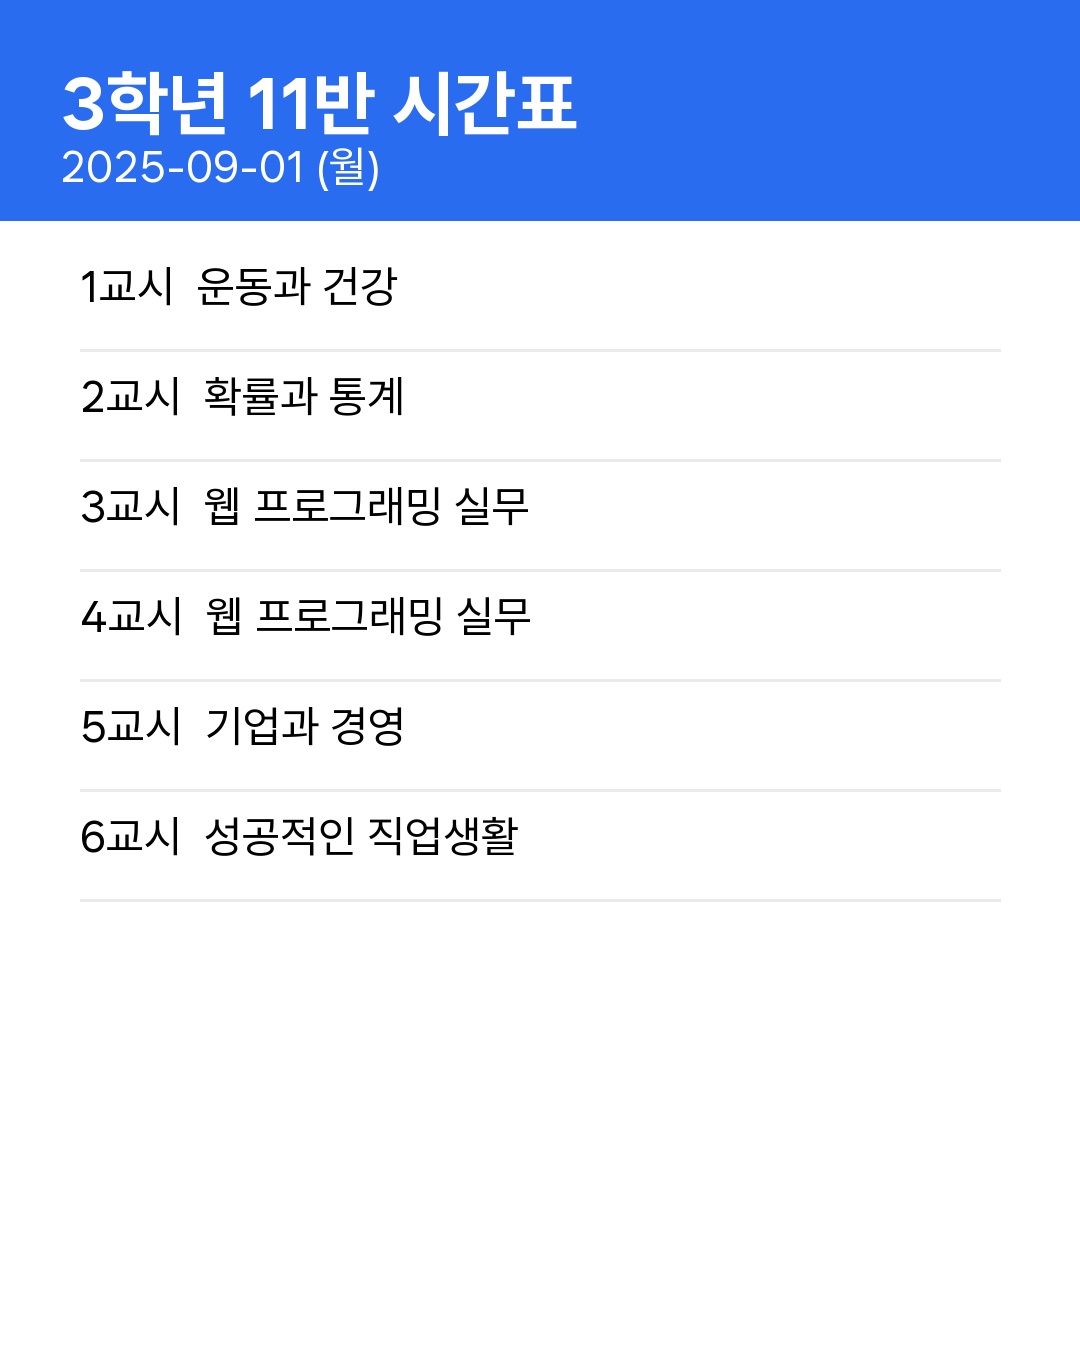 3학년 11반 시간표
2025-09-01 (월)
1교시 운동과 건강
2교시 확률과 통계
3교시 웹 프로그래밍 실무
4교시 웹 프로그래밍 실무
5교시 기업과 경영
6교시 성공적인 직업생활